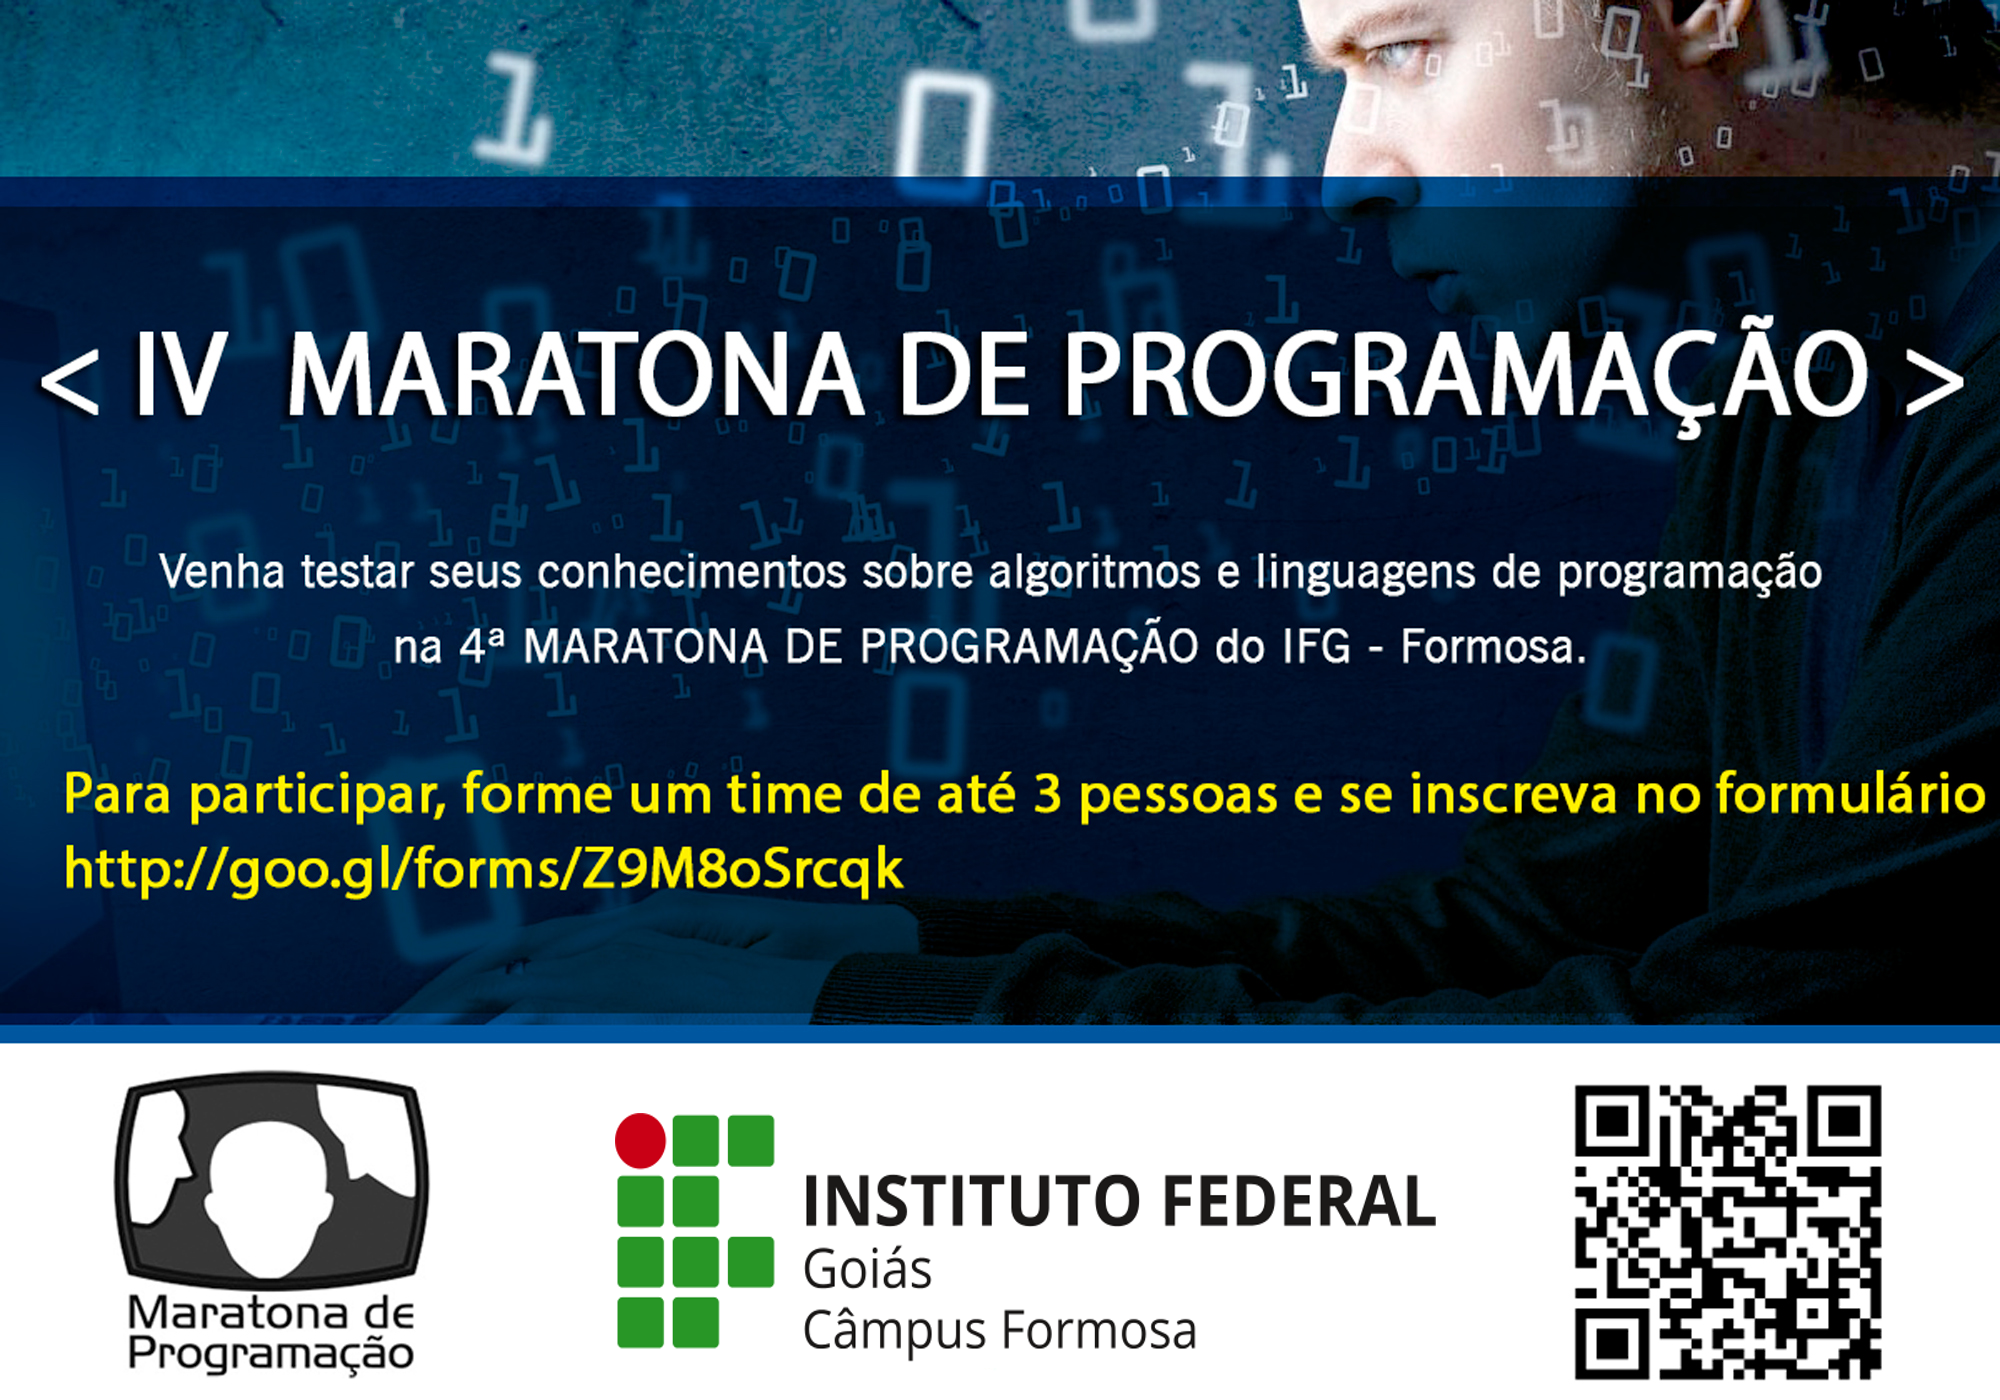 < IV MARATONA DE PROGRAMAÇÃO >
Venha testar seus conhecimentos sobre algoritmos e linguagens de programação
na 4ª MARATONA DE PROGRAMAÇÃO do IFG - Formosa.
Para participar, forme um time de até 3 pessoas e se inscreva no formulário
http://goo.gl/forms/Z9M8oSrcqk
Maratona de
Programação
INSTITUTO FEDERAL
Goiás
Câmpus Formosa